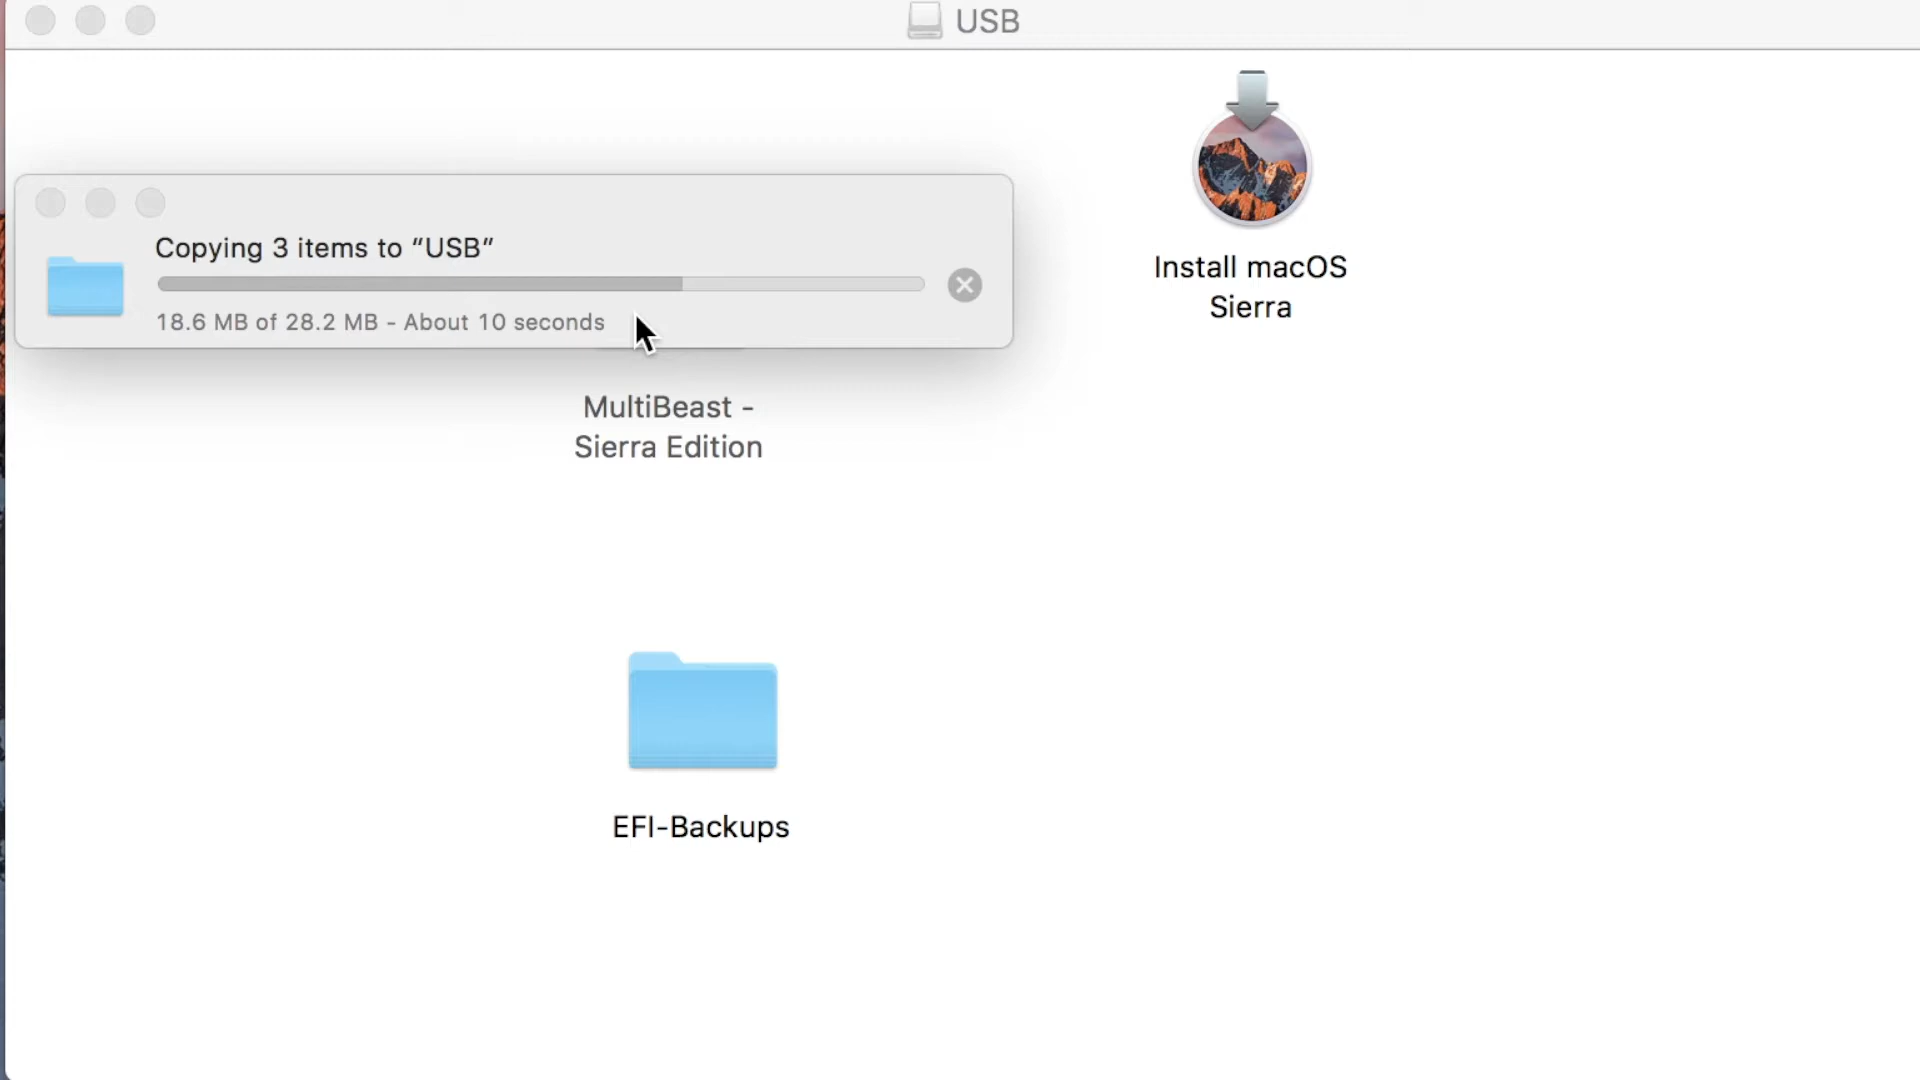 USB
Copying 3 items to “USB”
18.6 MB of 28.2 MB - About 10 seconds
Install macOS
Sierra
MultiBeast -
Sierra Edition
EFI-Backups